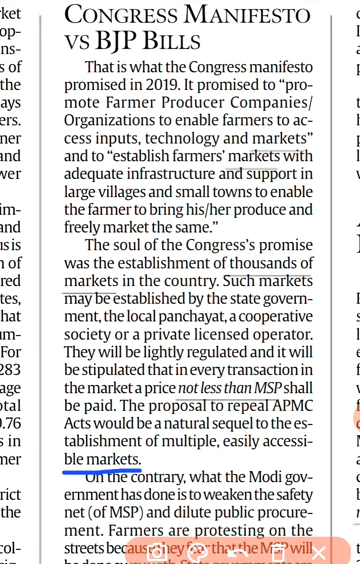 CONGRESS MANIFESTO
VS BJP BILLS
That is what the Congress manifesto
promised in 2019. It promised to “pro-
mote Farmer Producer Companies/
Organizations to enable farmers to ac-
cess inputs, technology and markets”
and to “establish farmers’ markets with
adequate infrastructure and support in
large villages and small towns to enable
the farmer to bring his/her produce and
freely market the same.”
The soul of the Congress’s promise
was the establishment of thousands of
markets in the country. Such markets
may be established by the state govern-
ment, the local panchayat, a cooperative
society or a private licensed operator.
They will be lightly regulated and it will
be stipulated that in every transaction in
the market a price not less than MSP shall
be paid. The proposal to repeal APMC
Acts would be a natural sequel to the es-
tablishment of multiple, easily accessi-
ble markets.
On the contrary, what the Modi gov-
ernment has done is to weaken the safety
net (of MSP) and dilute public procure-
ment. Farmers are protesting on the
streets because they fear that the MSP will